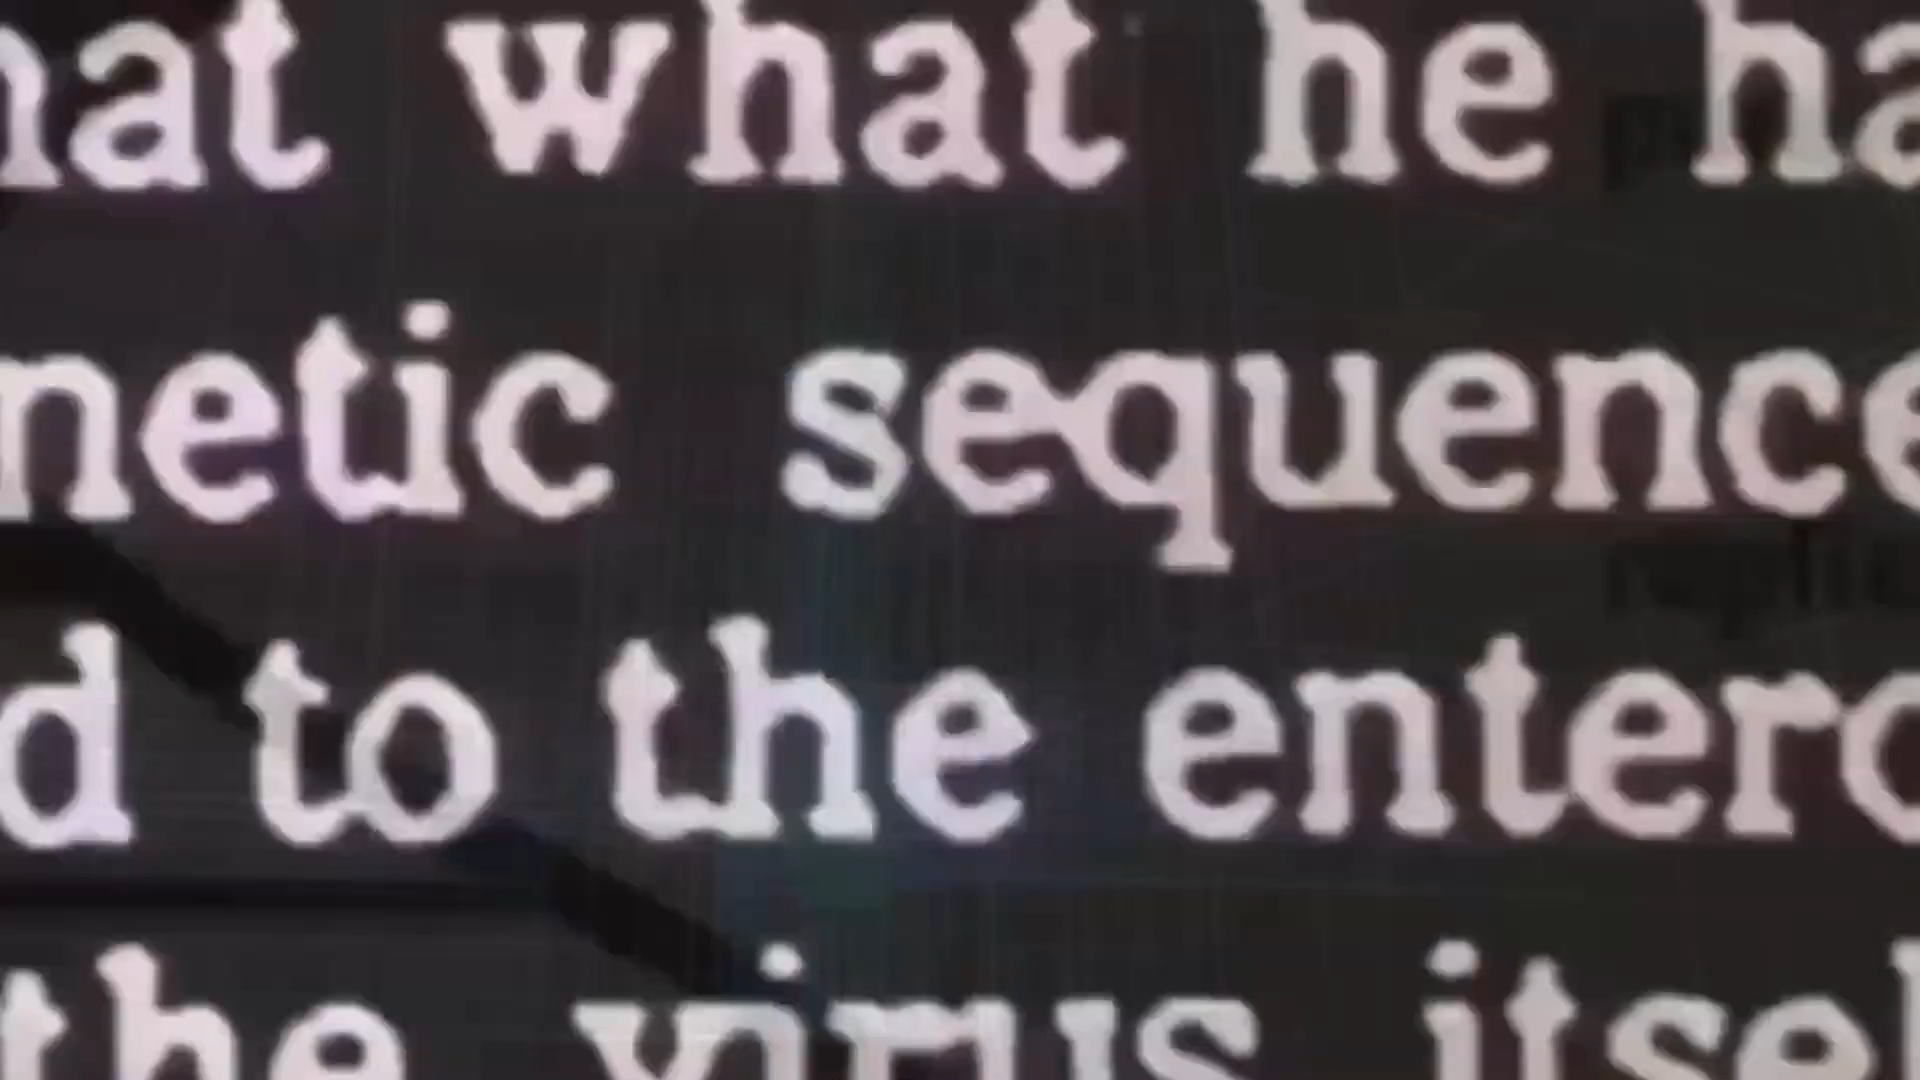 hat what he ha
netic sequence
d to the entero
the virus itsel